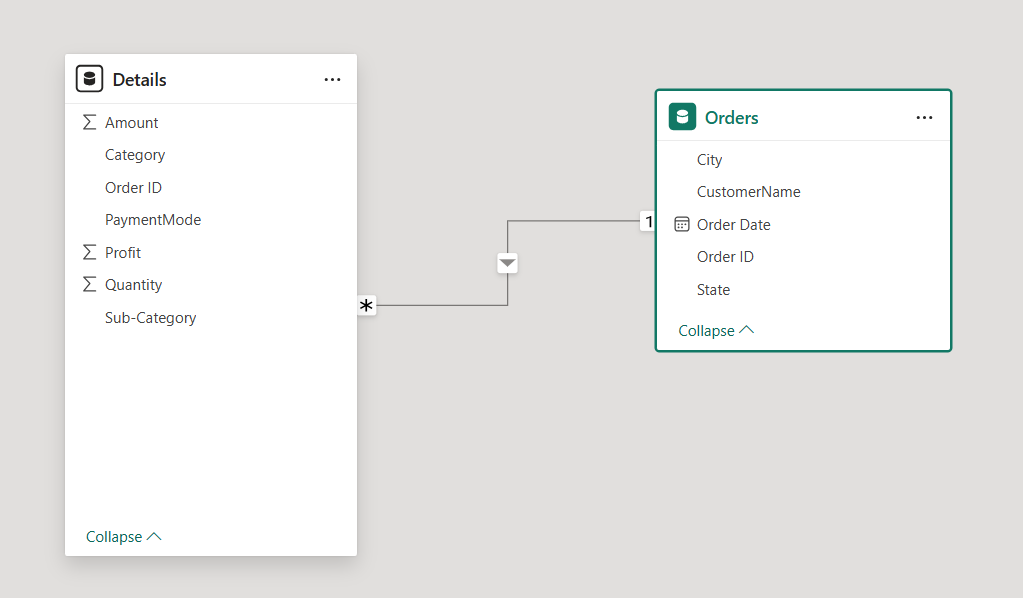 Details
Σ Amount
Category
Order ID
PaymentMode
Σ Profit
Σ Quantity
Sub-Category
Collapse
*
1
Orders
City
CustomerName
Order Date
Order ID
State
Collapse